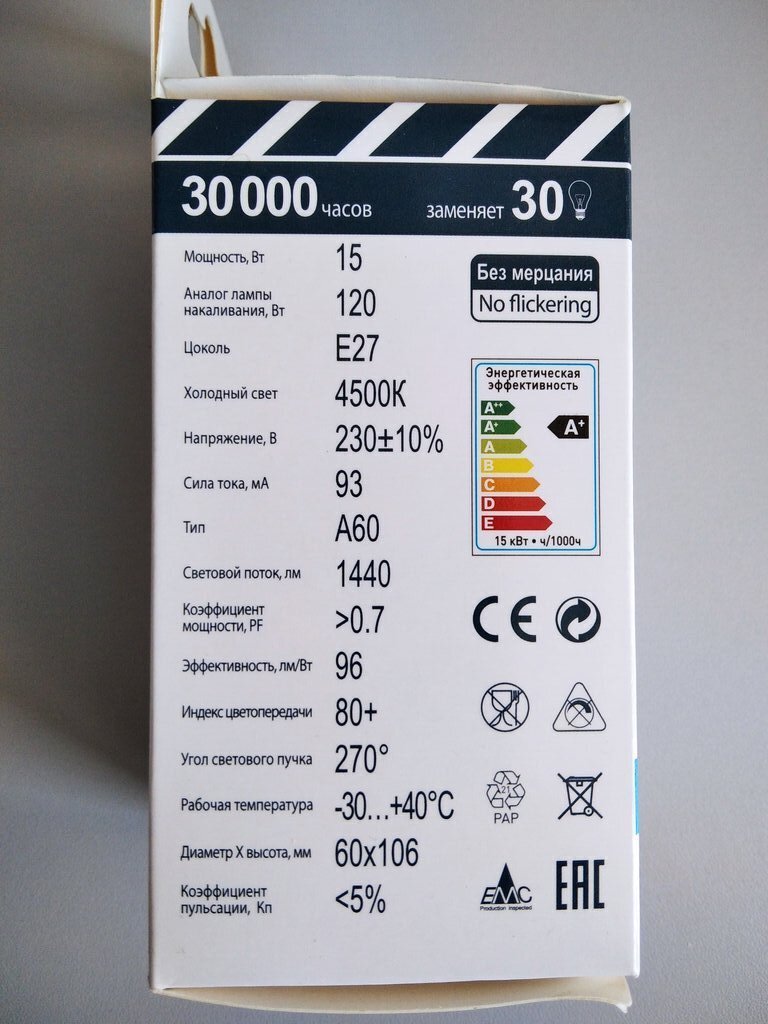 30 000 часов заменяет 30
Мощность, Вт 15
Без мерцания
No flickering
Аналог лампы
накаливания, Вт 120
Цоколь E27
Холодный свет 4500K
Напряжение, В 230±10%
Сила тока, мА 93
Тип A60
Световой поток, лм 1440
Коэффициент
мощности, PF >0.7
Эффективность, лм/Вт 96
Индекс цветопередачи 80+
Угол светового пучка 270°
Рабочая температура -30...+40°C
Диаметр X высота, мм 60x106
Коэффициент
пульсации, Кп <5%
Энергетическая
эффективность
A++
A+ A+
A
B
C
D
E
15 кВт • ч/1000ч
CE
21
PAP
EMC
Production inspected
EAC